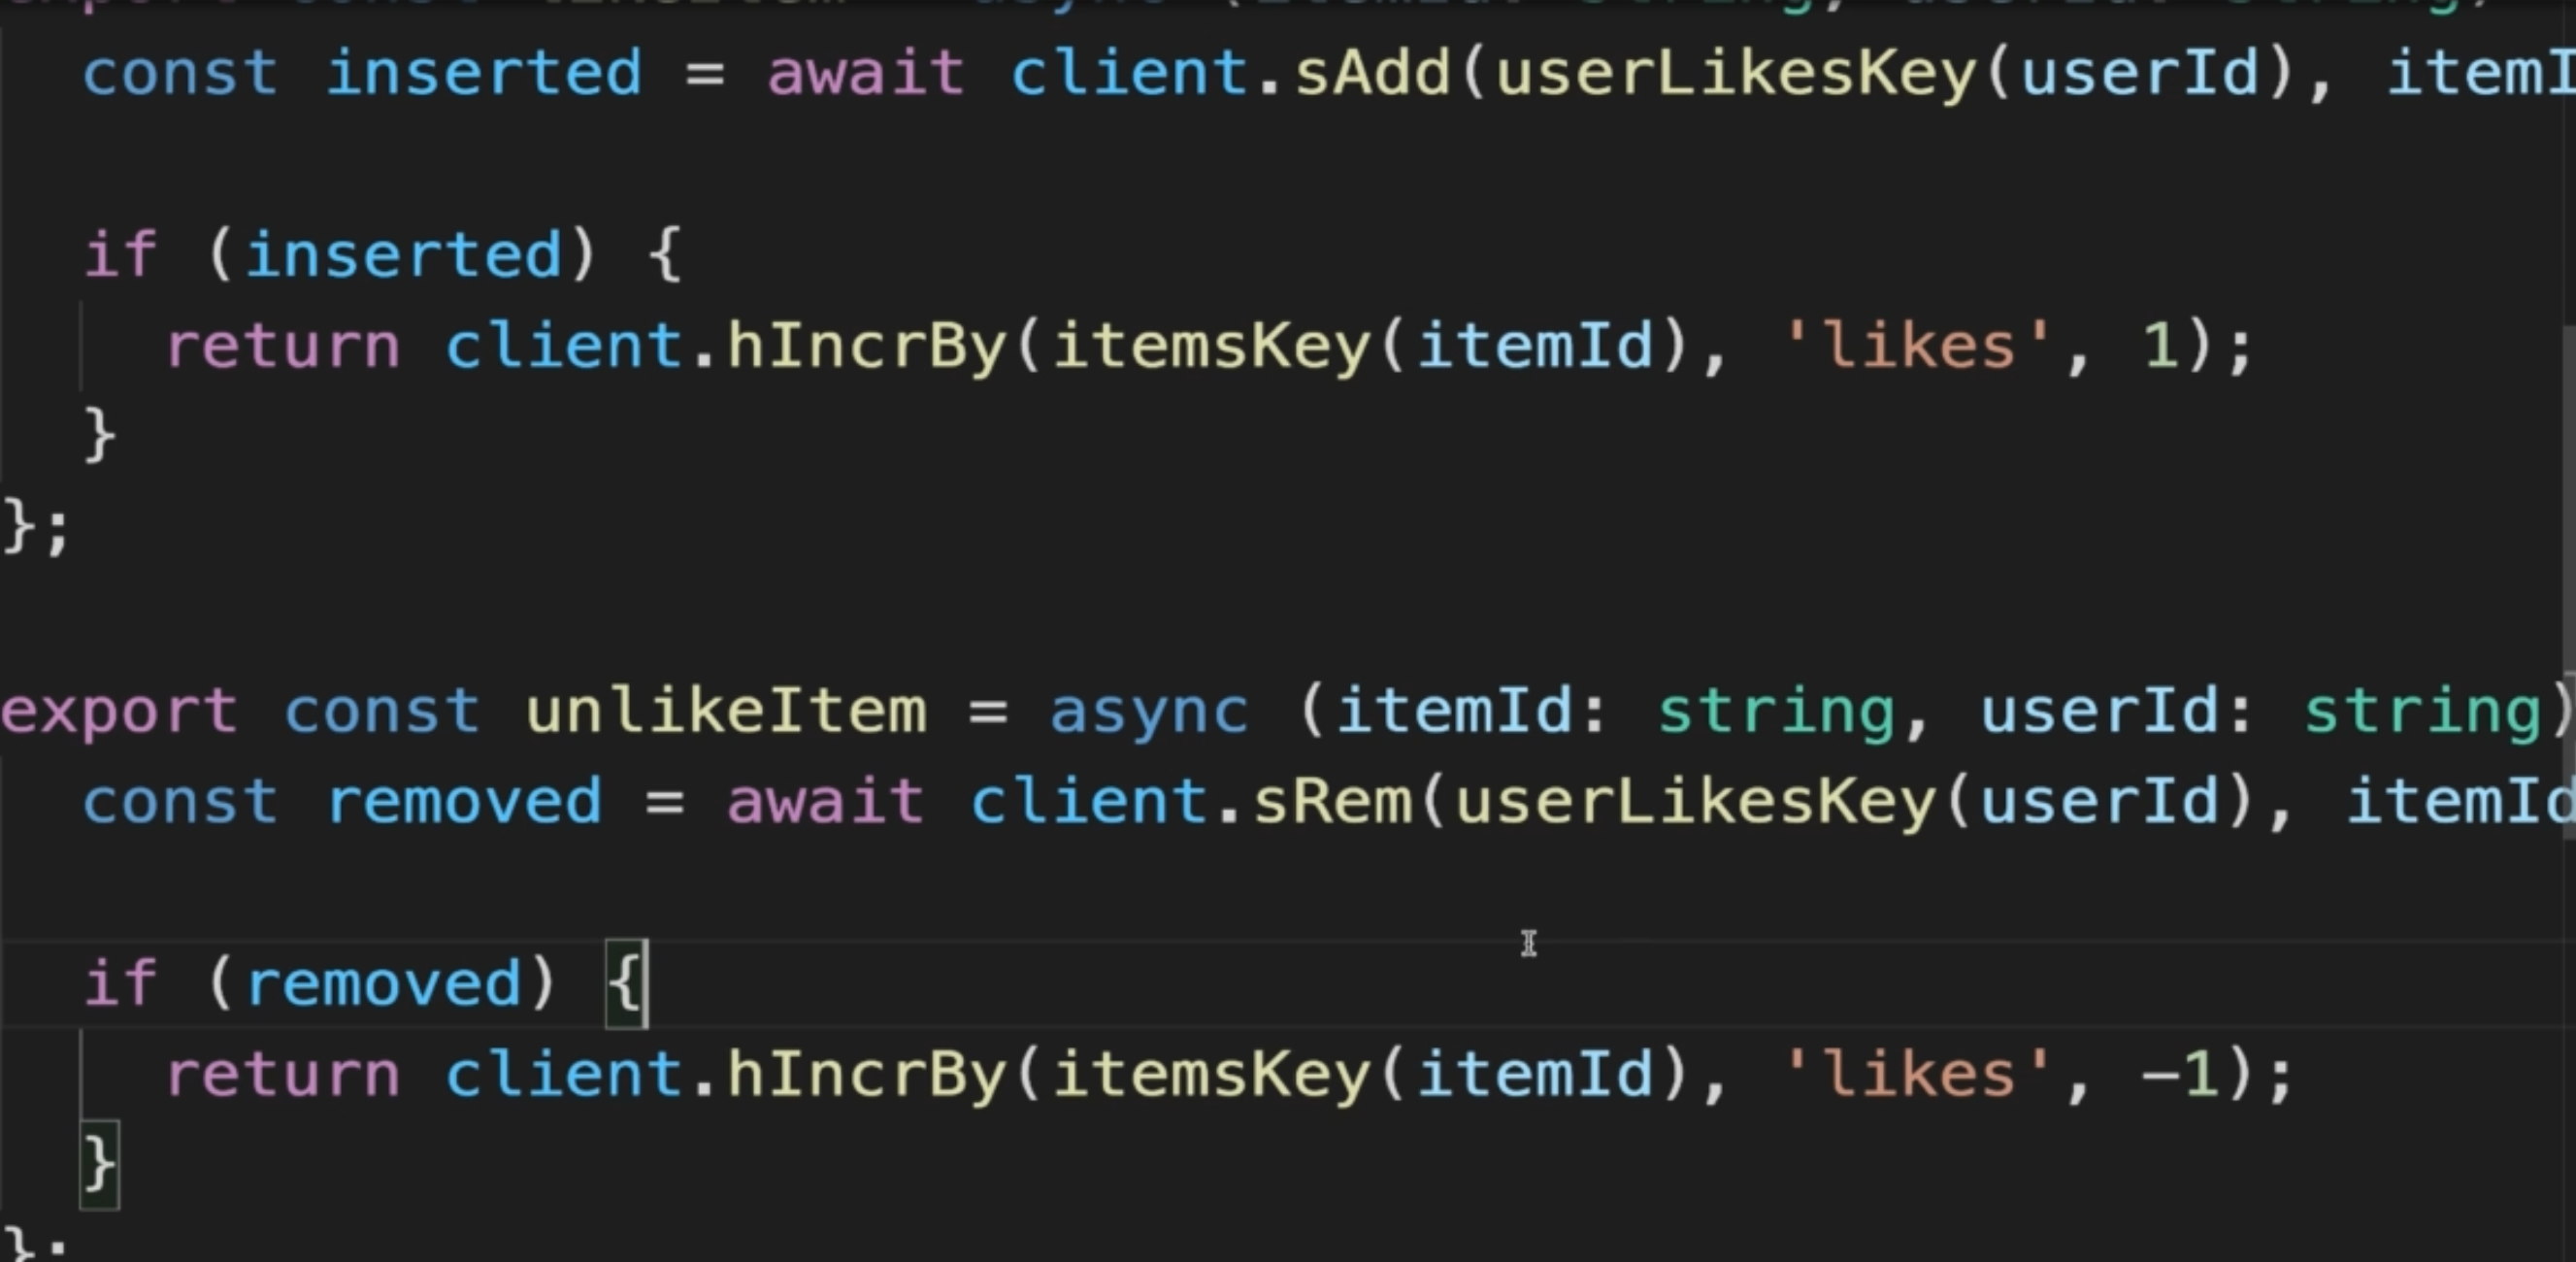 const inserted = await client.sAdd(userLikesKey(userId), itemI
if (inserted) {
return client.hIncrBy(itemsKey(itemId), 'likes', 1);
}
};
export const unlikeItem = async (itemId: string, userId: string)
const removed = await client.sRem(userLikesKey(userId), itemId
if (removed) {
return client.hIncrBy(itemsKey(itemId), 'likes', -1);
}
};